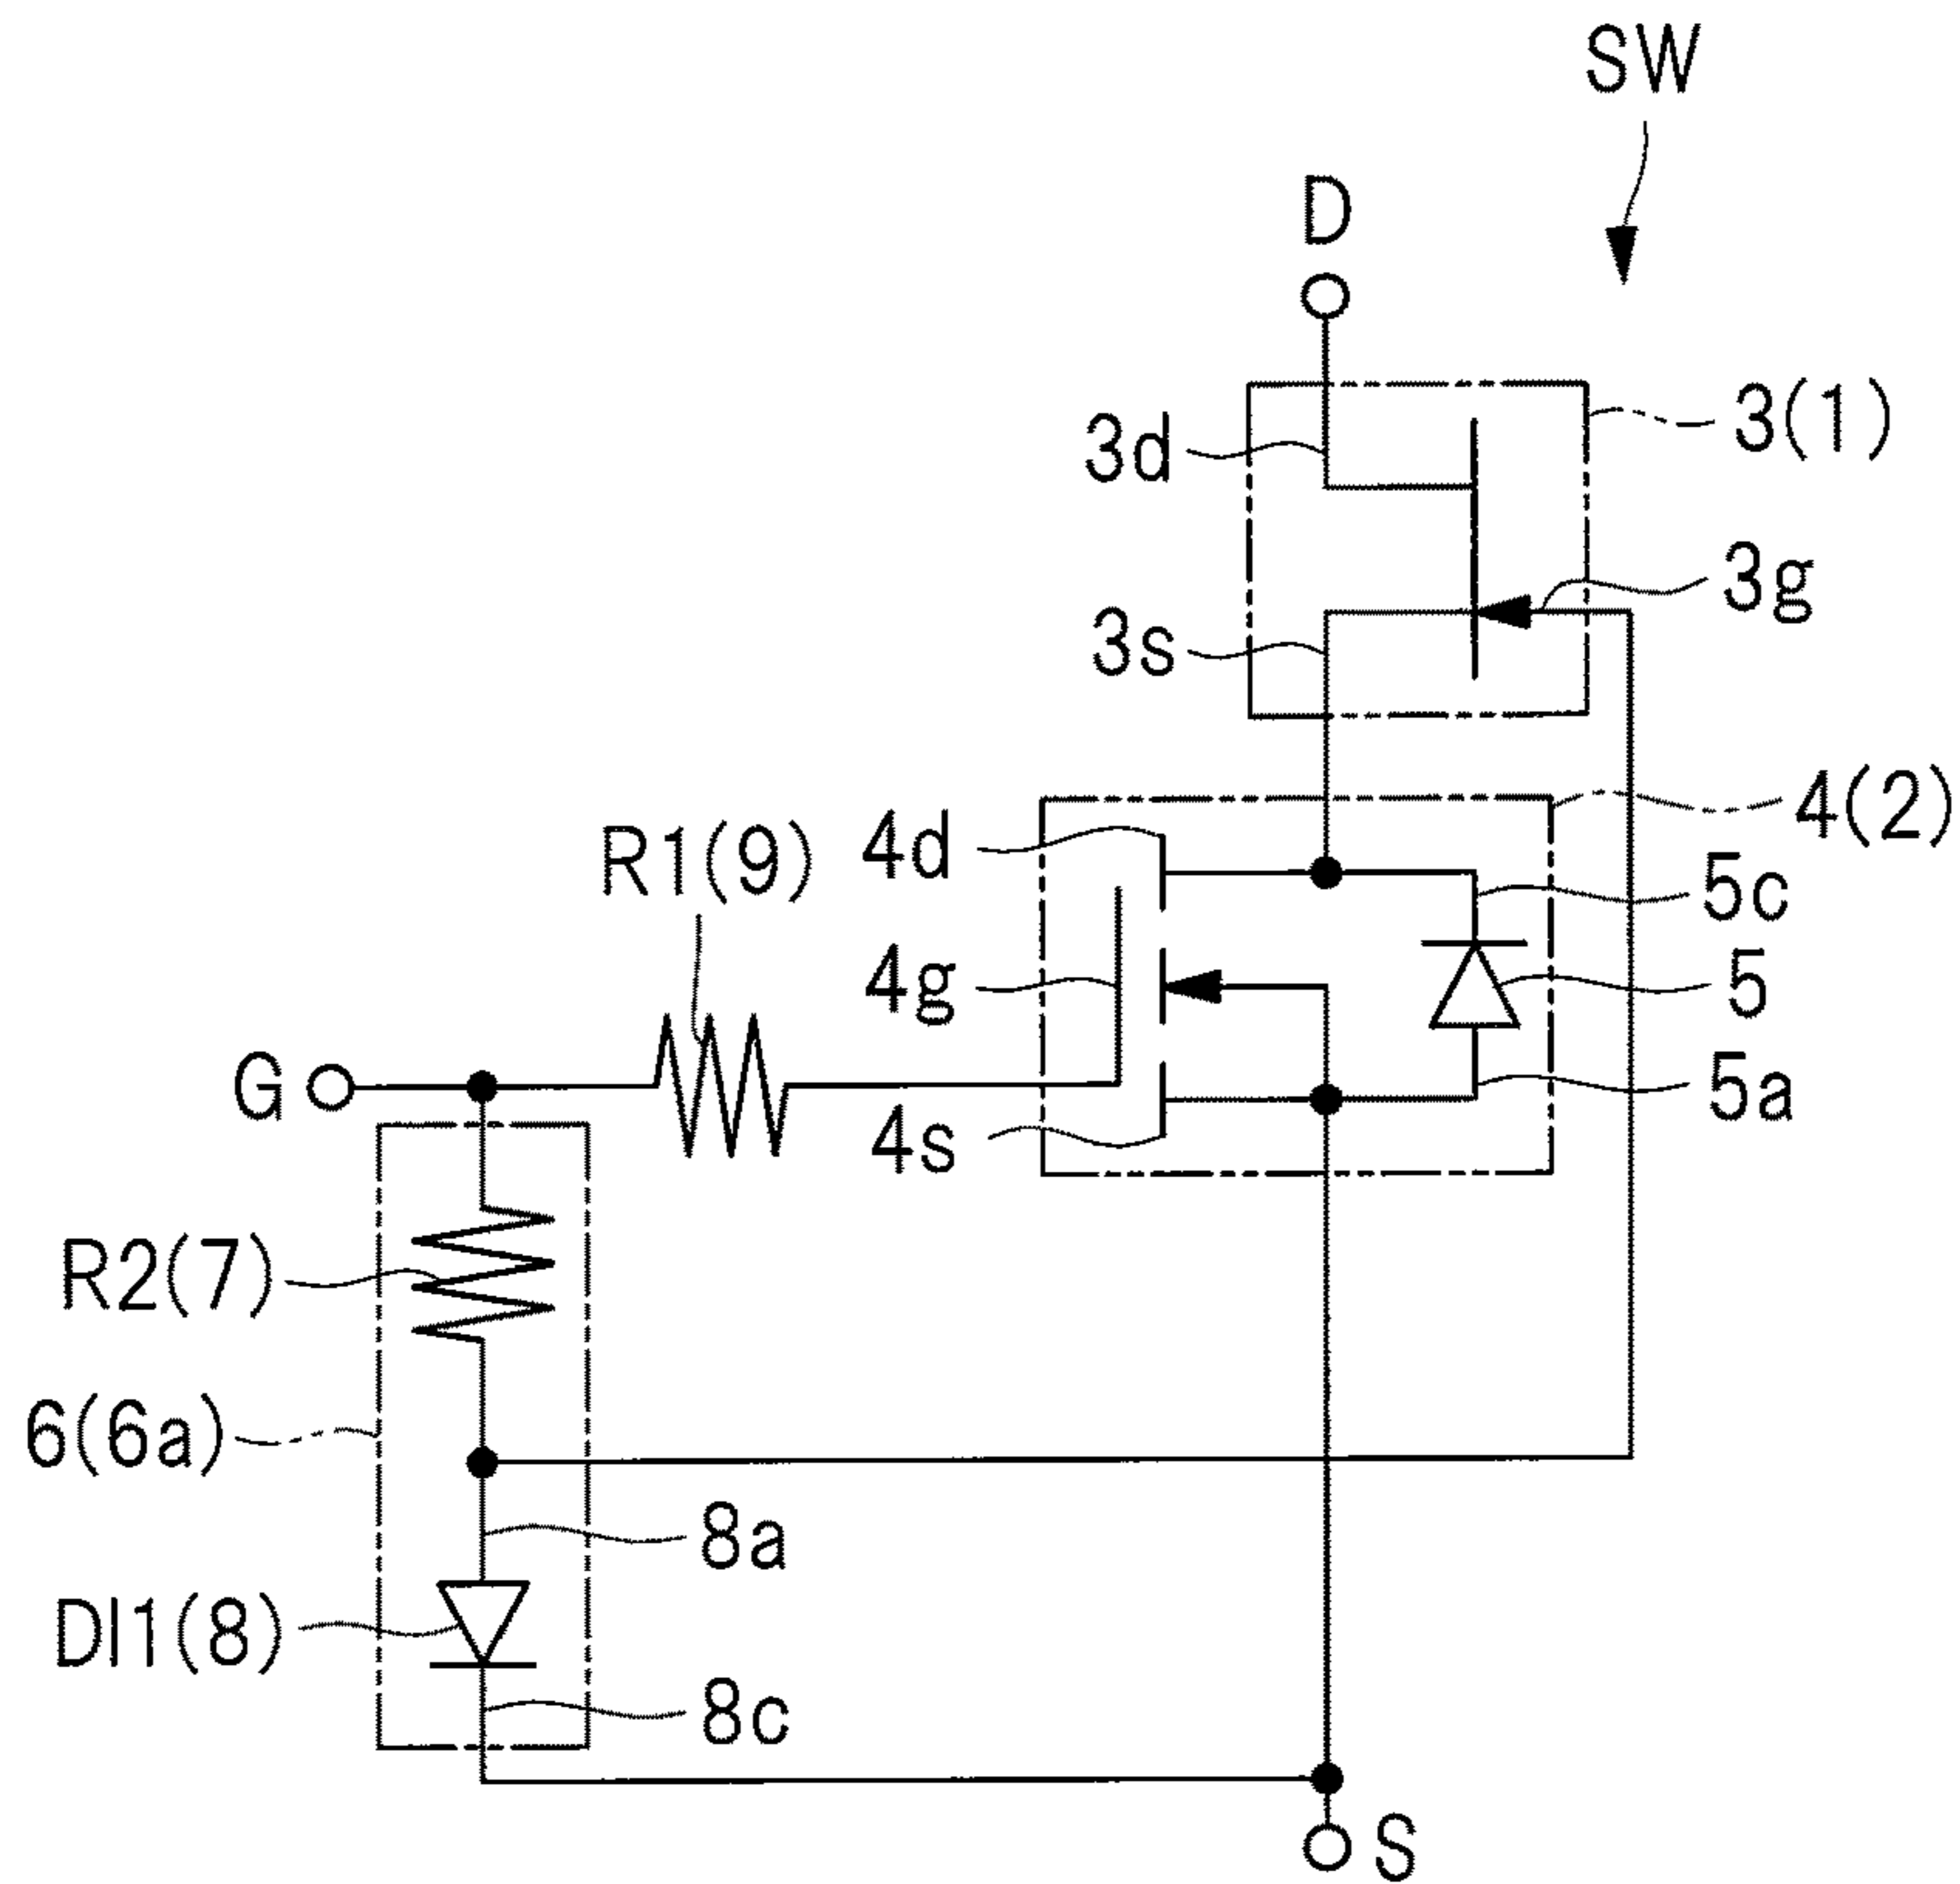 SW
D
3(1)
3d
3g
3s
4(2)
R1(9)
4d
5c
4g
5
G
5a
4s
R2(7)
6(6a)
8a
DI1(8)
8c
S